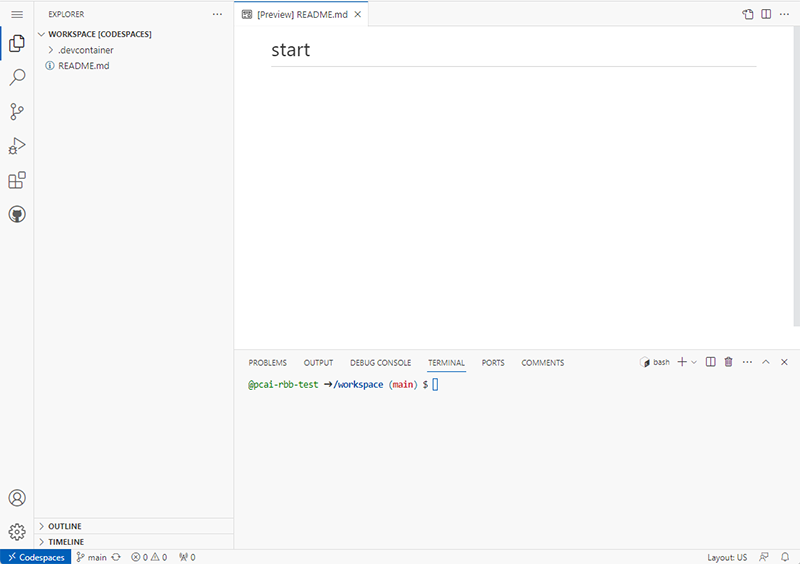 EXPLORER
WORKSPACE [CODESPACES]
.devcontainer
README.md
OUTLINE
TIMELINE
[Preview] README.md
start
PROBLEMS OUTPUT DEBUG CONSOLE TERMINAL PORTS COMMENTS bash
@pcai-rbb-test →/workspace (main) $
Codespaces main 0 0 0 Layout: US